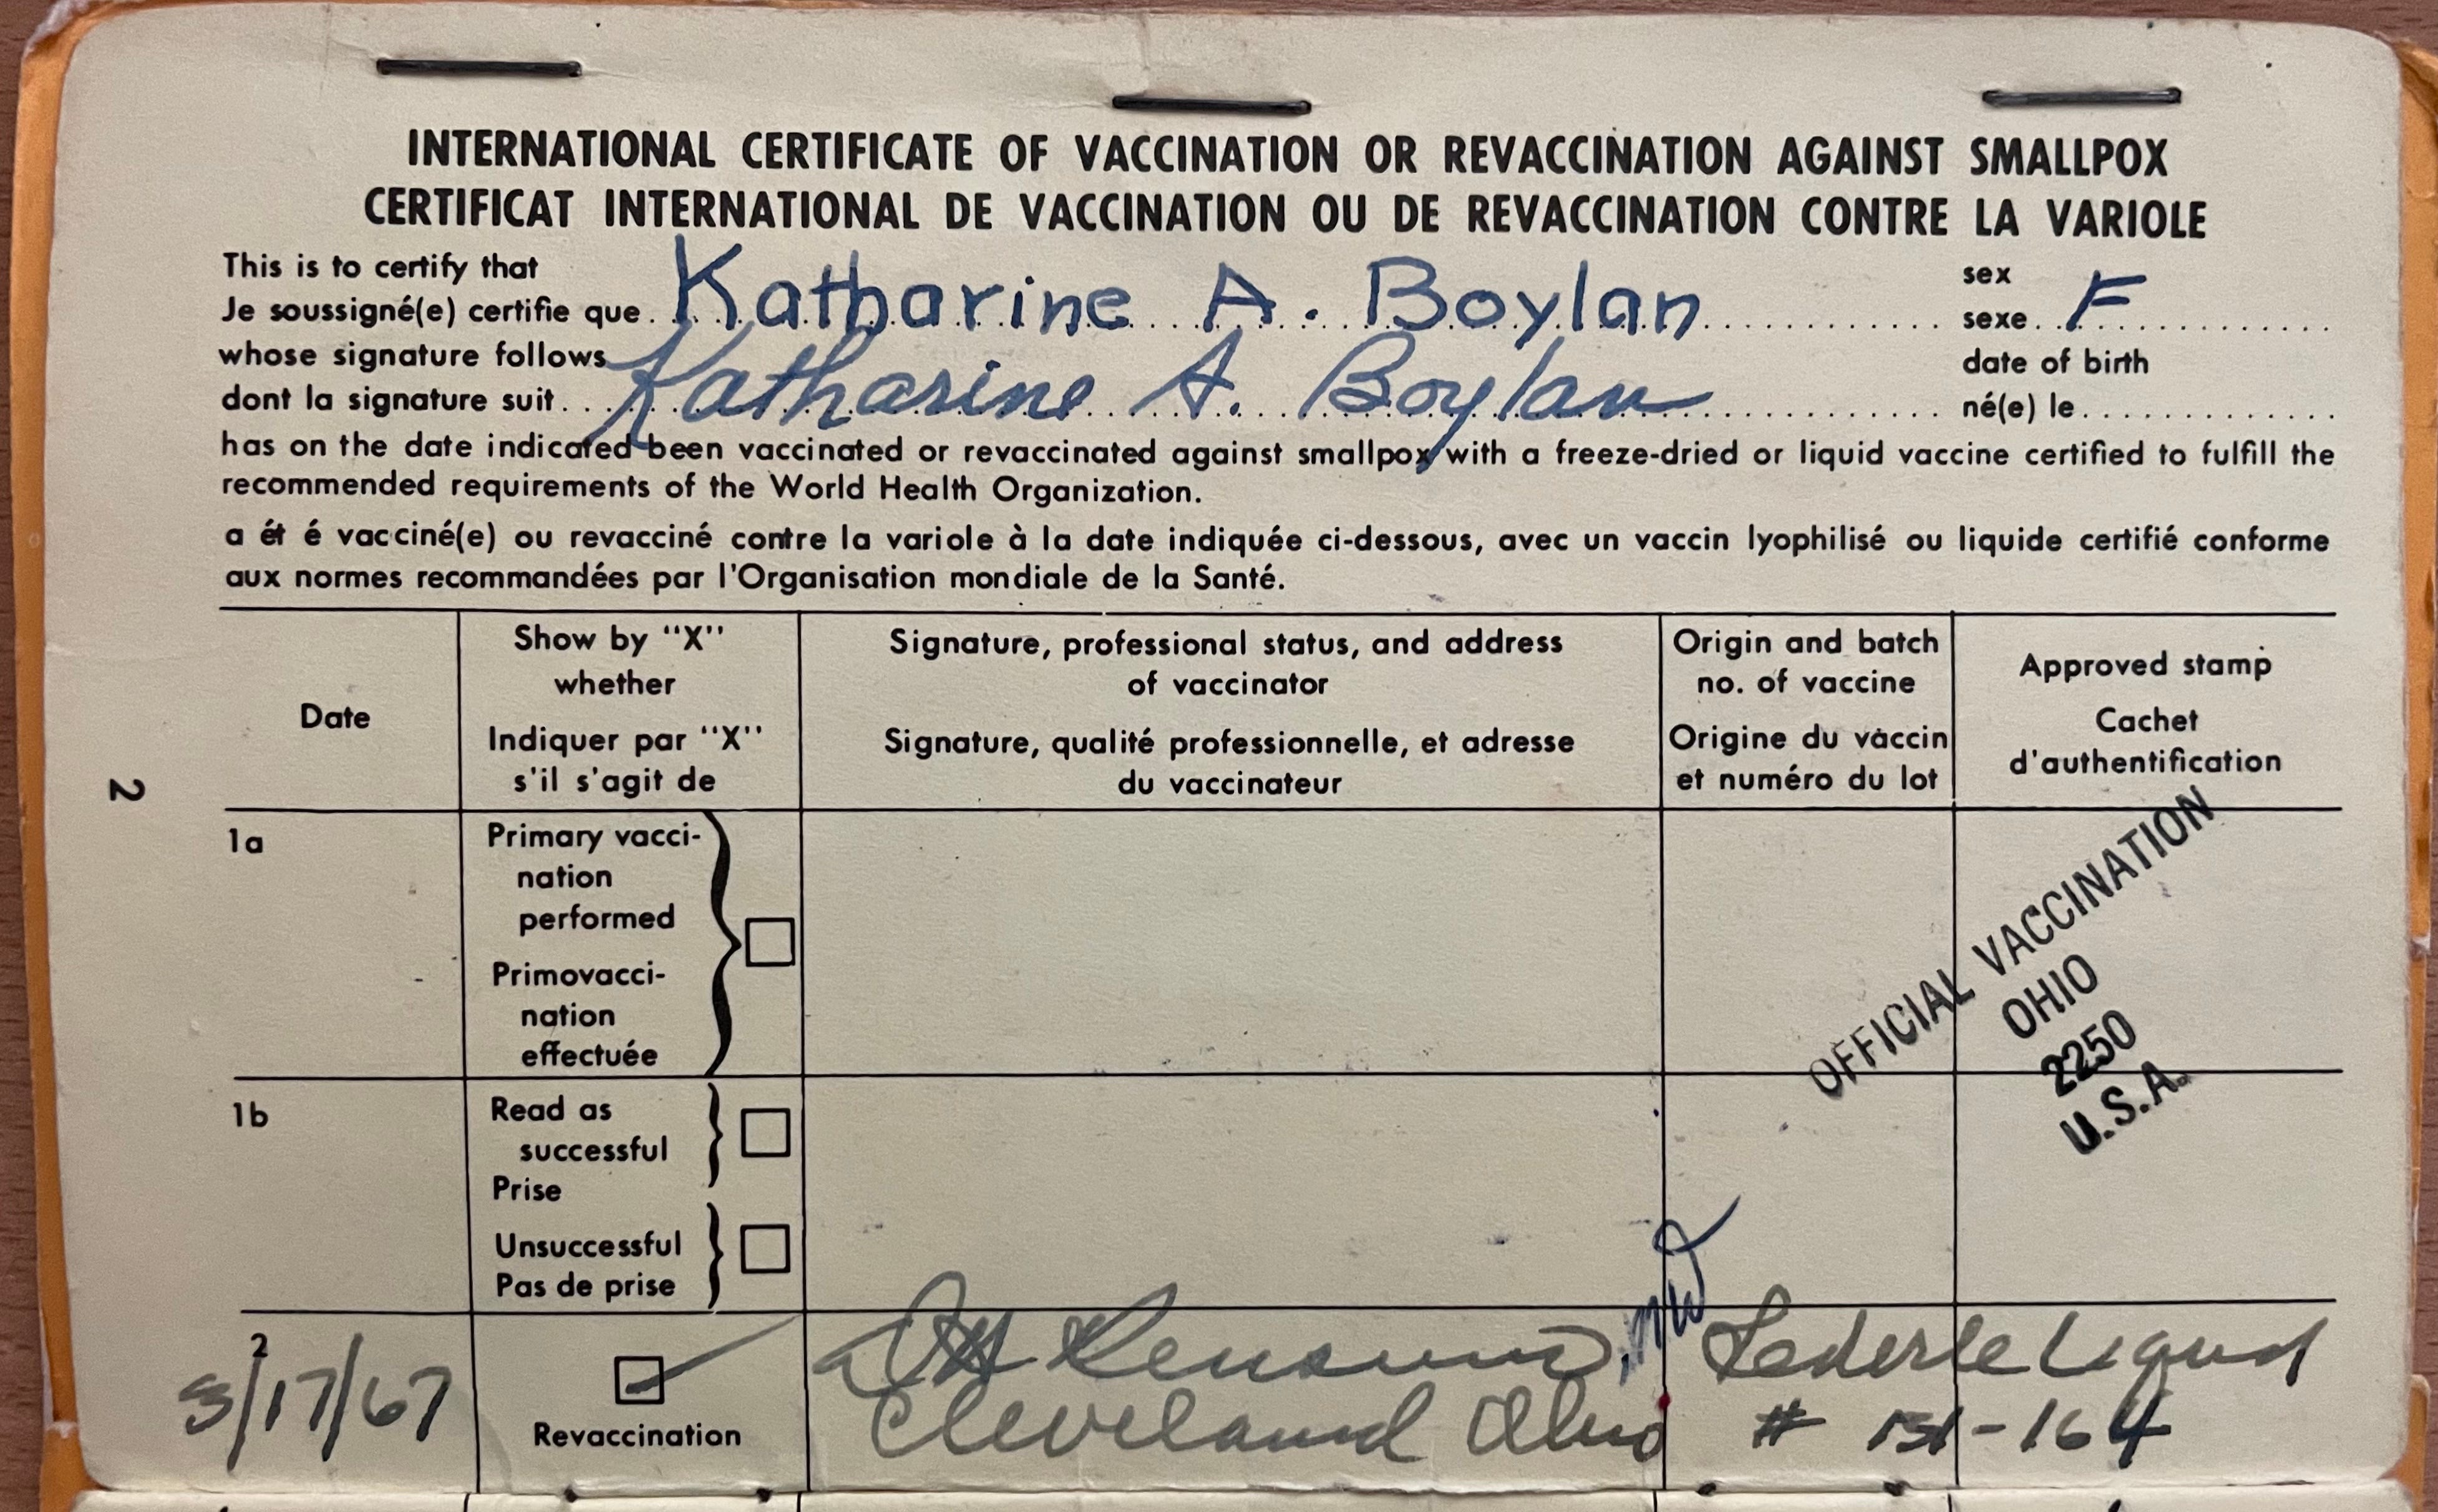 INTERNATIONAL CERTIFICATE OF VACCINATION OR REVACCINATION AGAINST SMALLPOX
CERTIFICAT INTERNATIONAL DE VACCINATION OU DE REVACCINATION CONTRE LA VARIOLE
This is to certify that
Je soussigné(e) certifie que Katharine A. Boylan
sex
sexe F
whose signature follows
dont la signature suit Katharine A. Boylan
date of birth
né(e) le
has on the date indicated been vaccinated or revaccinated against smallpox with a freeze-dried or liquid vaccine certified to fulfill the
recommended requirements of the World Health Organization.
a ét é vacciné(e) ou revacciné contre la variole à la date indiquée ci-dessous, avec un vaccin lyophilisé ou liquide certifié conforme
aux normes recommandées par l'Organisation mondiale de la Santé.
Date
Show by "X"
whether
Indiquer par "X"
s'il s'agit de
Signature, professional status, and address
of vaccinator
Signature, qualité professionnelle, et adresse
du vaccinateur
Origin and batch
no. of vaccine
Origine du vaccin
et numéro du lot
Approved stamp
Cachet
d'authentification
2
1a
Primary vacci-
nation
performed
Primovacci-
nation
effectuée
OFFICIAL VACCINATION
OHIO
2250
U.S.A.
1b
Read as
successful
Prise
Unsuccessful
Pas de prise
2
3/17/67
Revaccination
MD
Cleveland Ohio
Lederle Liquid
# 151-164